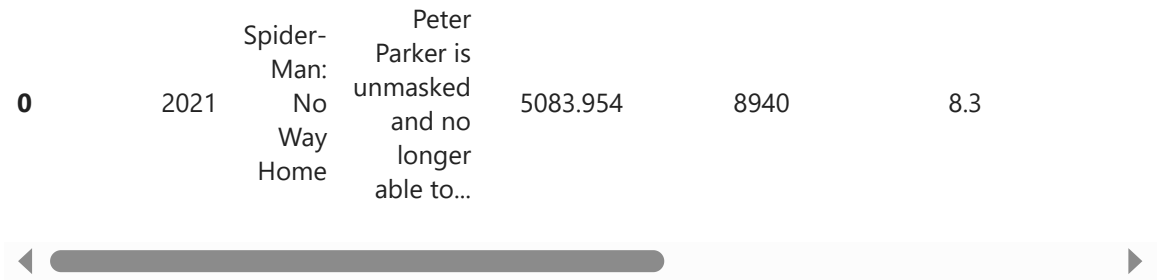 0 2021 Spider-Man: No Way Home Peter Parker is unmasked and no longer able to... 5083.954 8940 8.3